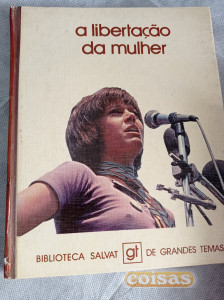 a libertação
da mulher
BIBLIOTECA SALVAT gt DE GRANDES TEMAS
coisas